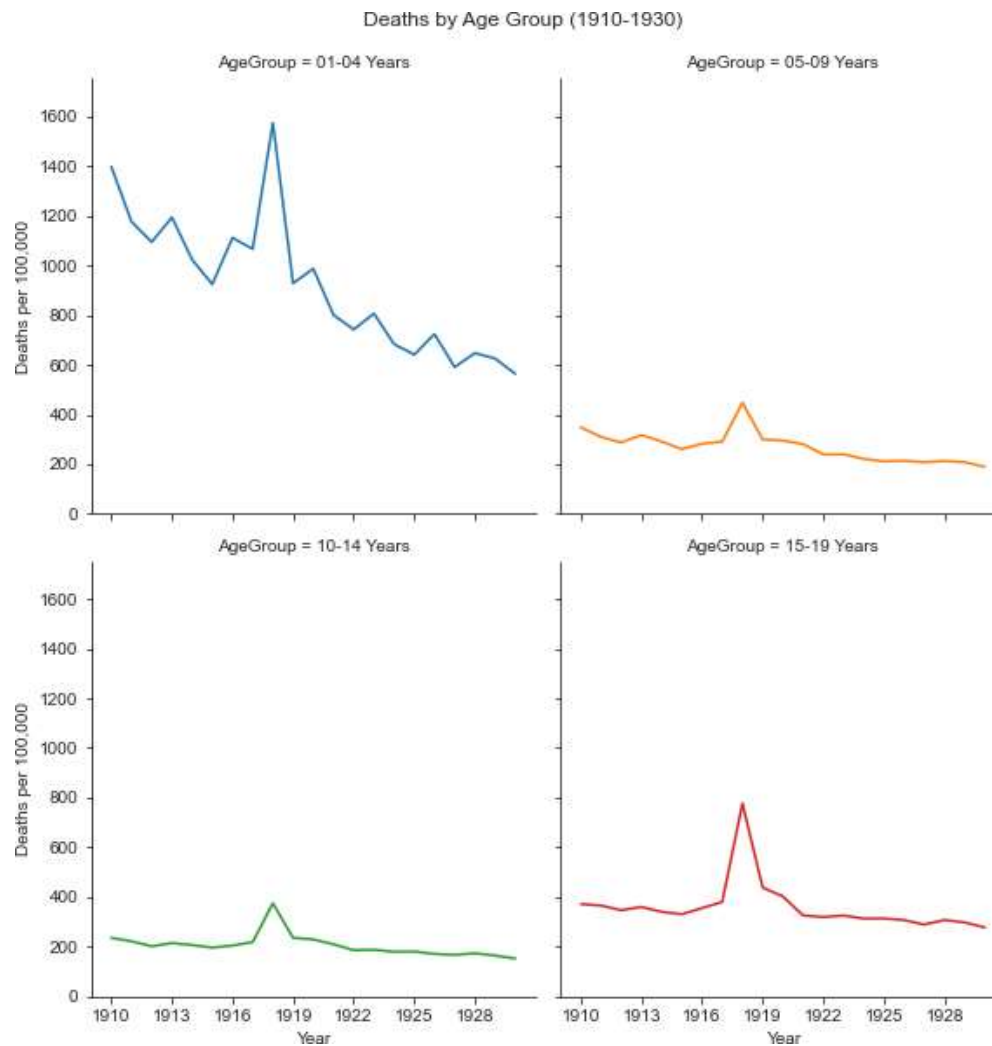 Deaths by Age Group (1910-1930)
AgeGroup = 01-04 Years
AgeGroup = 05-09 Years
1600
1400
1200
1000
800
600
400
200
0
Deaths per 100,000
AgeGroup = 10-14 Years
AgeGroup = 15-19 Years
1600
1400
1200
1000
800
600
400
200
0
Deaths per 100,000
1910 1913 1916 1919 1922 1925 1928
Year
1910 1913 1916 1919 1922 1925 1928
Year